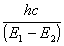 hc
(E₁ − E₂)